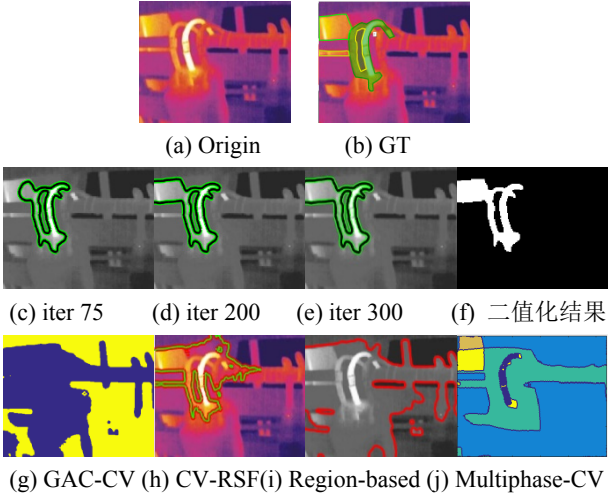 (a) Origin (b) GT
(c) iter 75 (d) iter 200 (e) iter 300 (f) 二值化结果
(g) GAC-CV (h) CV-RSF(i) Region-based (j) Multiphase-CV